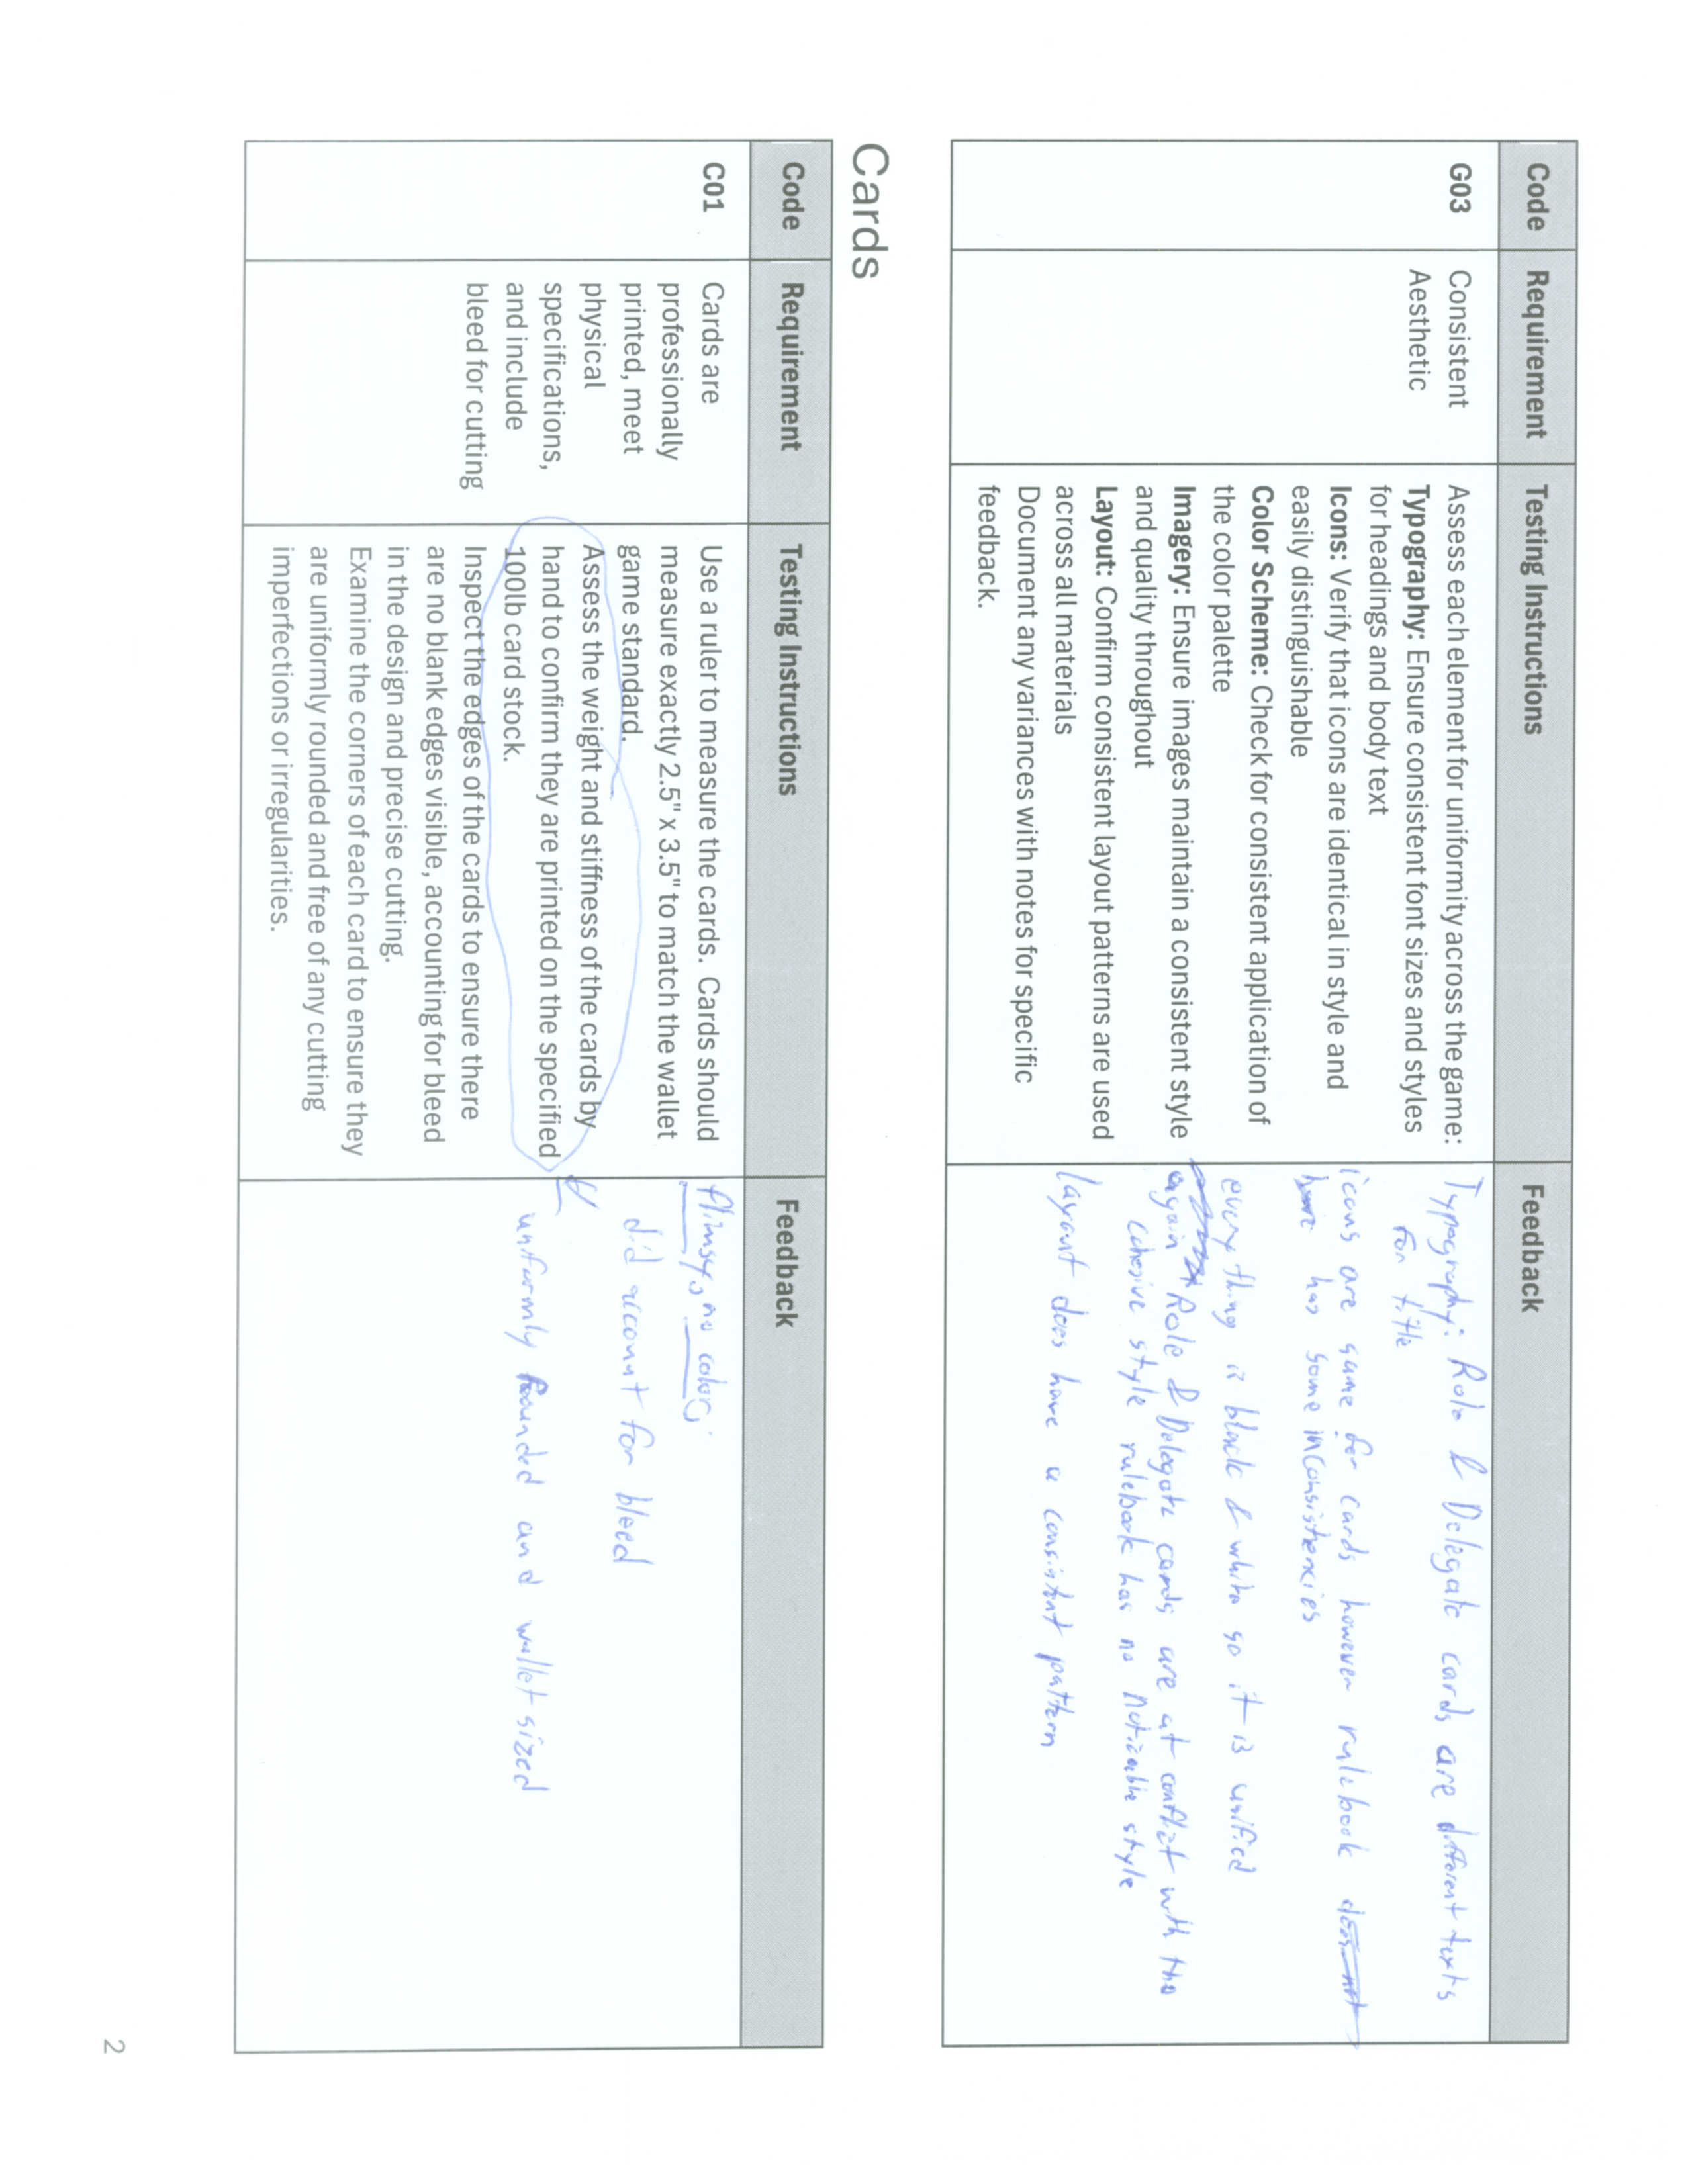 Code Requirement Testing Instructions Feedback
G03
Consistent
Aesthetic
Assess each element for uniformity across the game:
Typography: Ensure consistent font sizes and styles
for headings and body text
Icons: Verify that icons are identical in style and
easily distinguishable
Color Scheme: Check for consistent application of
the color palette
Imagery: Ensure images maintain a consistent style
and quality throughout
Layout: Confirm consistent layout patterns are used
across all materials
Document any variances with notes for specific
feedback.
Typography: Role & Delegate cards are different texts
For title
icons are same for cards however rulebook does not
has some inconsistencies
every thing is black & white so it is unified
again Role & Delegate cards are at conflict with the
cohesive style rulebook has no noticable style
layout does have a consistnt pattern
Cards
Code Requirement Testing Instructions Feedback
C01
Cards are
professionally
printed, meet
physical
specifications,
and include
bleed for cutting
Use a ruler to measure the cards. Cards should
measure exactly 2.5" x 3.5" to match the wallet
game standard.
Assess the weight and stiffness of the cards by
hand to confirm they are printed on the specified
100lb card stock.
Inspect the edges of the cards to ensure there
are no blank edges visible, accounting for bleed
in the design and precise cutting.
Examine the corners of each card to ensure they
are uniformly rounded and free of any cutting
imperfections or irregularities.
flimsy, no color,
did account for bleed
uniformly rounded and wallet sized
2